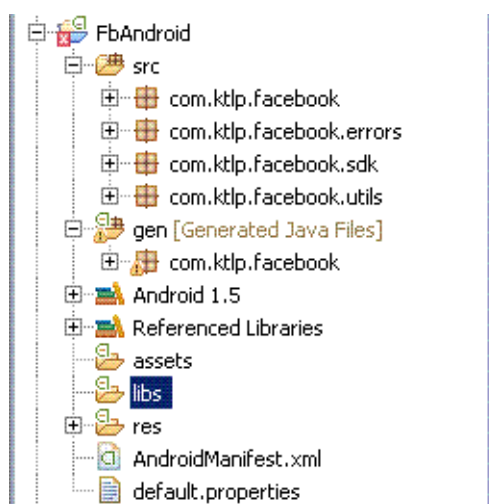 FbAndroid
src
com.ktlp.facebook
com.ktlp.facebook.errors
com.ktlp.facebook.sdk
com.ktlp.facebook.utils
gen [Generated Java Files]
com.ktlp.facebook
Android 1.5
Referenced Libraries
assets
libs
res
AndroidManifest.xml
default.properties